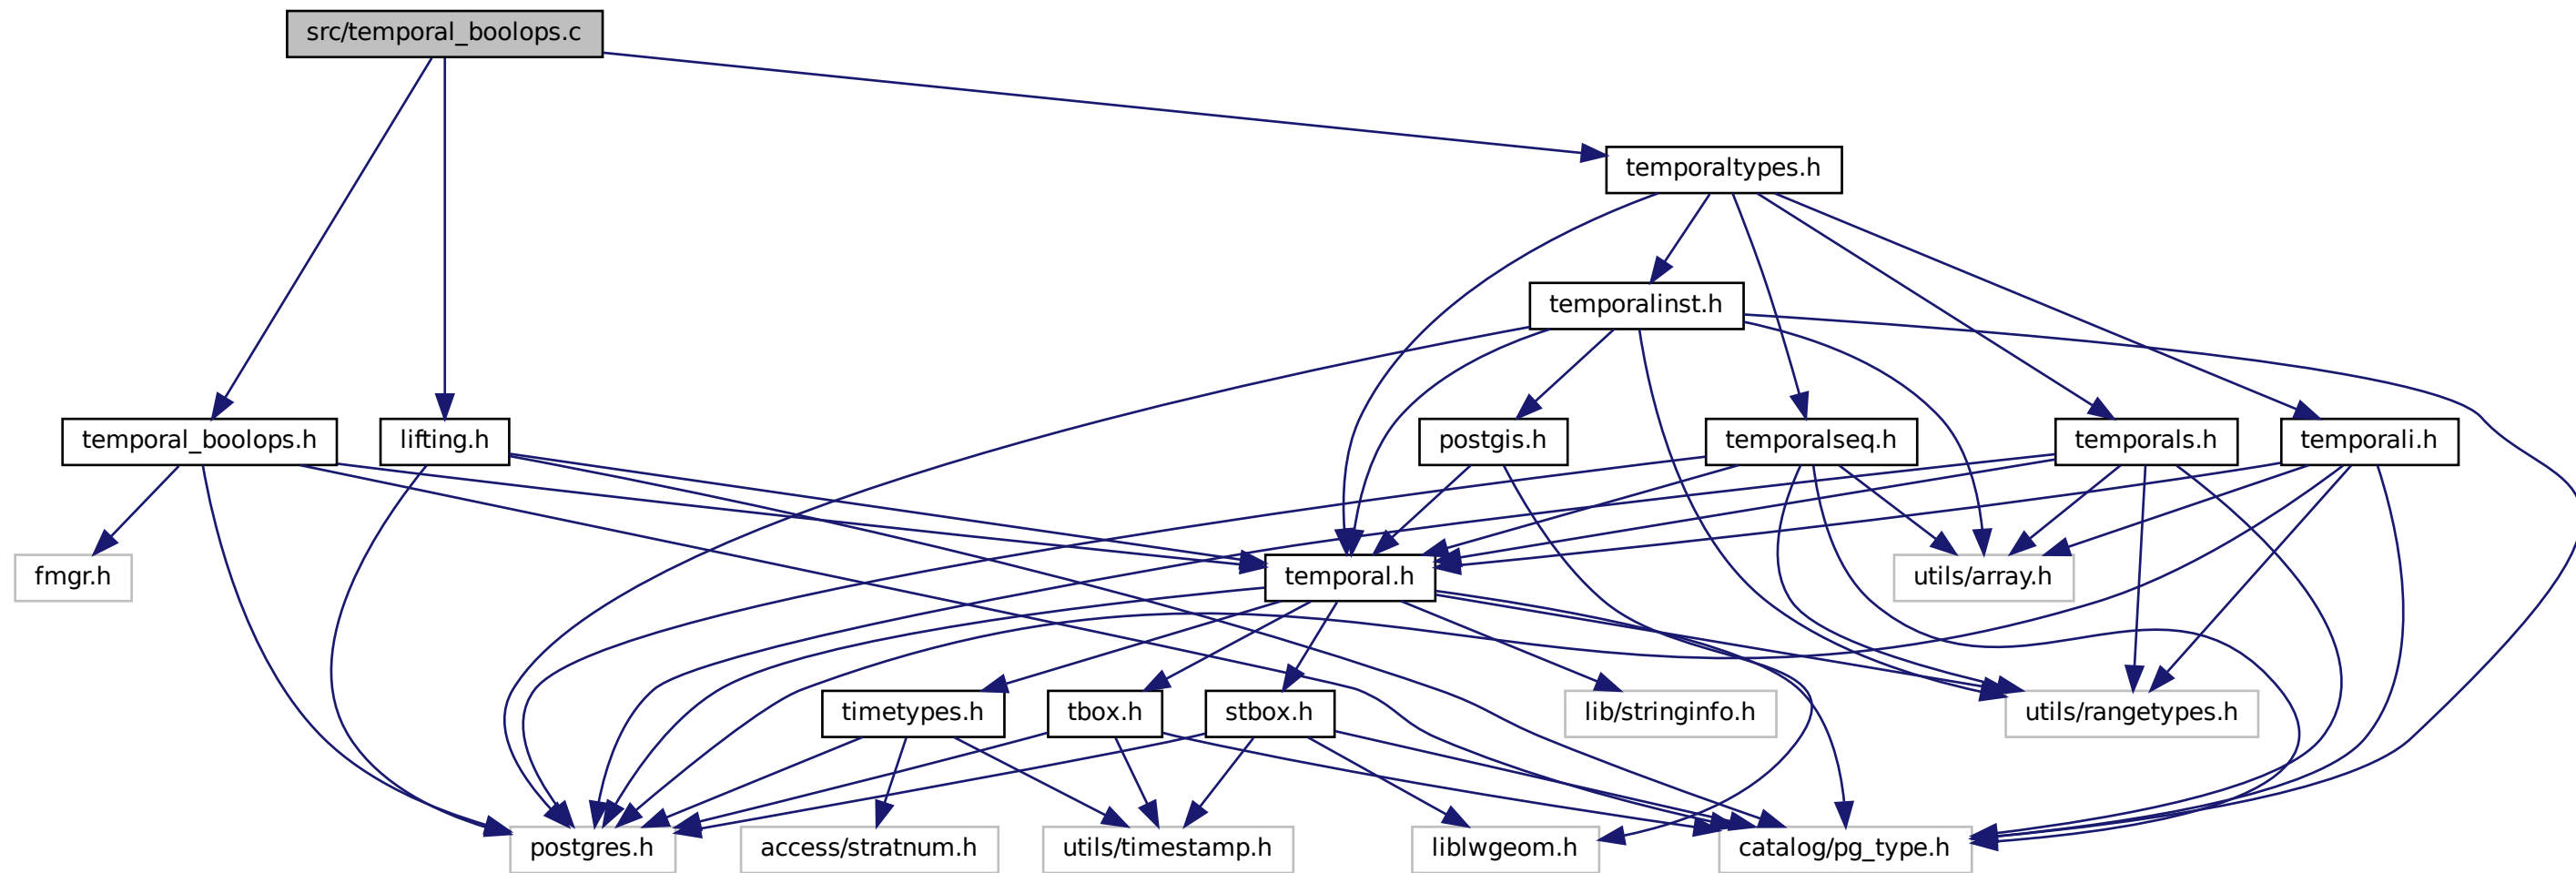 src/temporal_boolops.c
temporaltypes.h
temporalinst.h
temporal_boolops.h
lifting.h
postgis.h
temporalseq.h
temporals.h
temporali.h
fmgr.h
temporal.h
utils/array.h
timetypes.h
tbox.h
stbox.h
lib/stringinfo.h
utils/rangetypes.h
postgres.h
access/stratnum.h
utils/timestamp.h
liblwgeom.h
catalog/pg_type.h